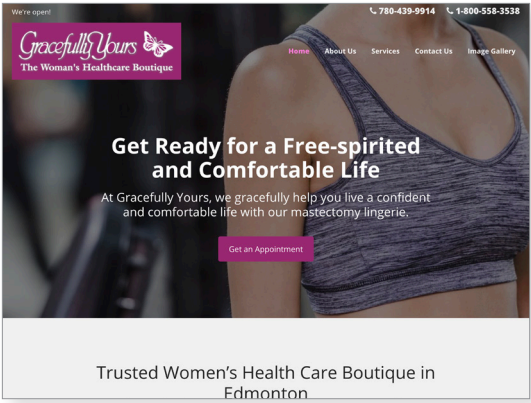 We're open!
780-439-9914 1-800-558-3538
Gracefully Yours
The Woman's Healthcare Boutique
Home About Us Services Contact Us Image Gallery
Get Ready for a Free-spirited
and Comfortable Life
At Gracefully Yours, we gracefully help you live a confident
and comfortable life with our mastectomy lingerie.
Get an Appointment
Trusted Women's Health Care Boutique in
Edmonton